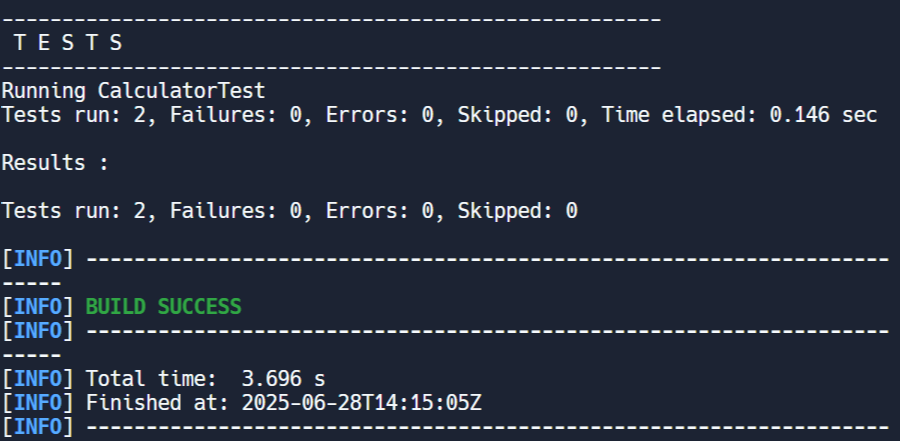 -------------------------------------------------------
 T E S T S
-------------------------------------------------------
Running CalculatorTest
Tests run: 2, Failures: 0, Errors: 0, Skipped: 0, Time elapsed: 0.146 sec

Results :

Tests run: 2, Failures: 0, Errors: 0, Skipped: 0

[INFO] -------------------------------------------------------------------
-----
[INFO] BUILD SUCCESS
[INFO] -------------------------------------------------------------------
-----
[INFO] Total time:  3.696 s
[INFO] Finished at: 2025-06-28T14:15:05Z
[INFO] -------------------------------------------------------------------